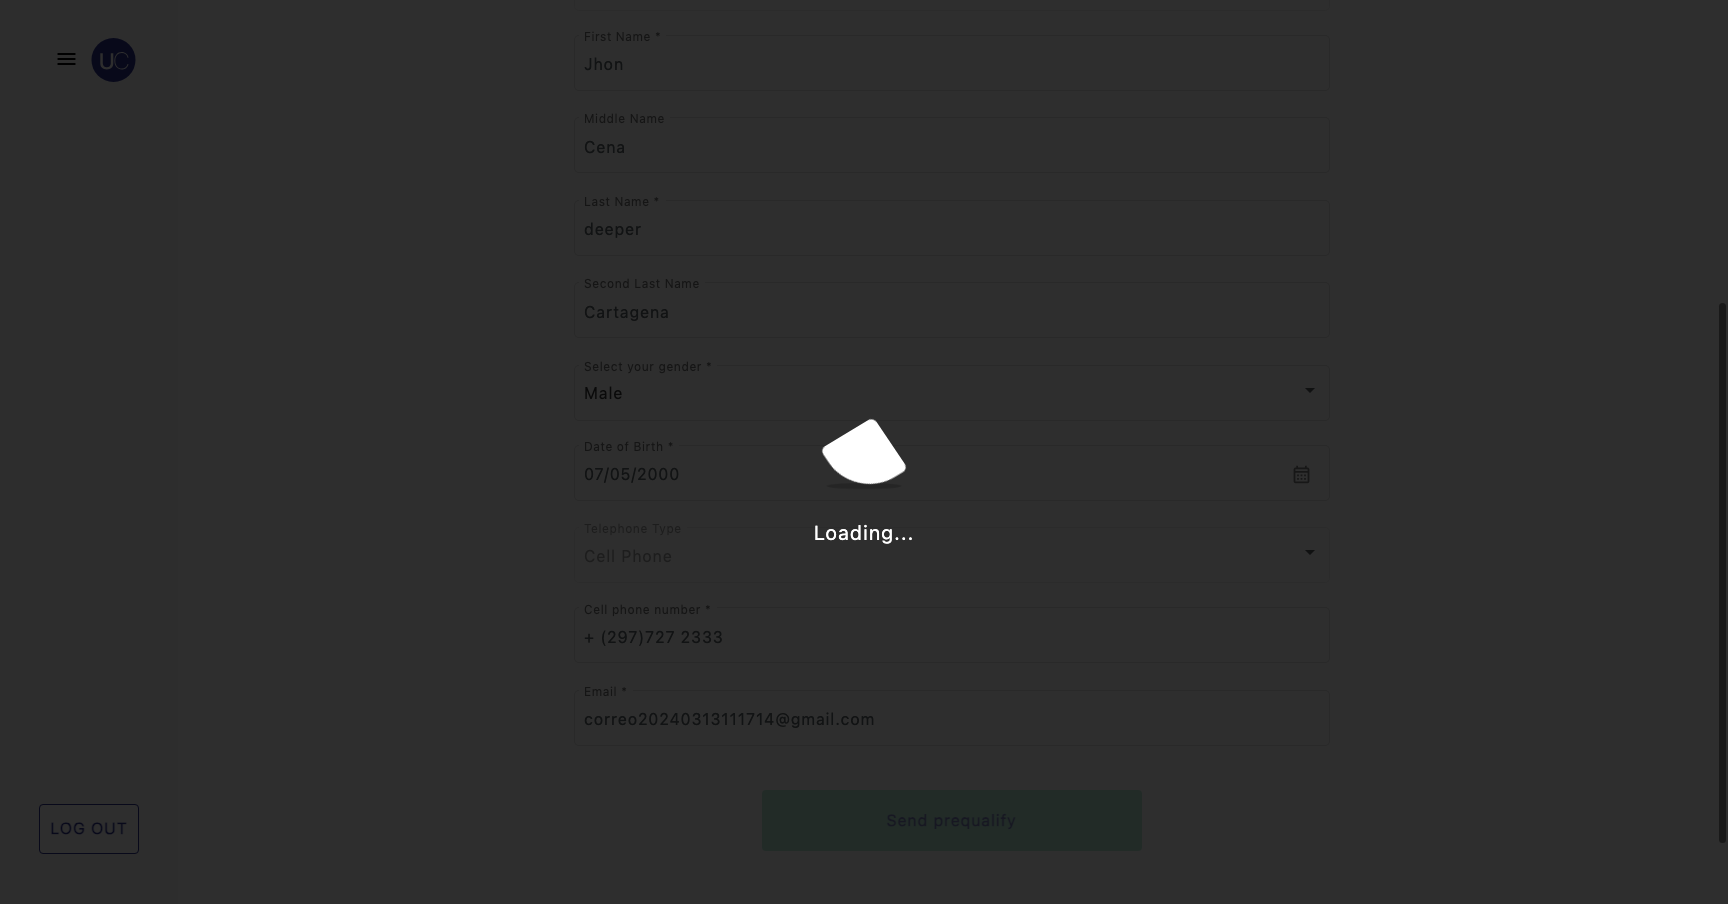 UC
First Name *
Jhon
Middle Name
Cena
Last Name *
deeper
Second Last Name
Cartagena
Select your gender *
Male
Date of Birth *
07/05/2000
Telephone Type
Cell Phone
Loading...
Cell phone number *
+ (297)727 2333
Email *
correo20240313111714@gmail.com
Send prequalify
LOG OUT